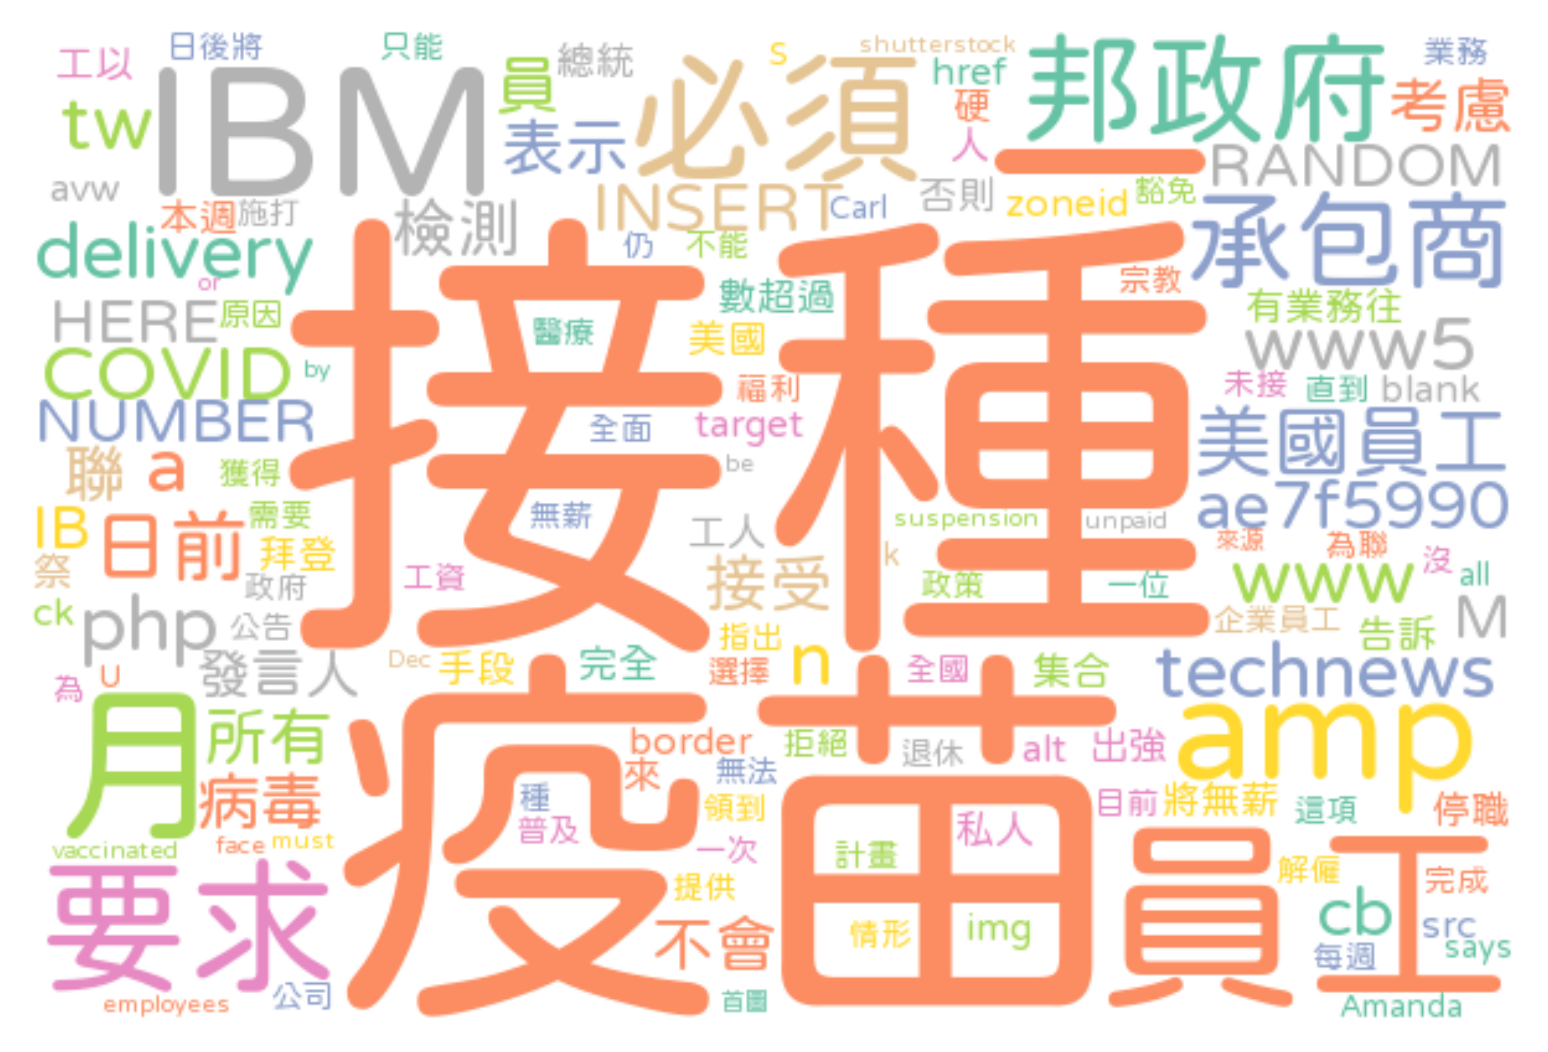 工以 日後將 只能 總統 s shutterstock 業務
tw IBM 員 表示 必須 href 硬 人 邦政府 考慮
avw 本週 施打 檢測 INSERT Carl 否則 zoneid 豁免 一 RANDOM
delivery or 仍 不能 宗教 承包商
HERE 原因 醫療 數超過 美國 有業務往 www5
COVID by 福利 未接 直到 blank
NUMBER 接種 全面 target 美國員工
聯 a 獲得 be
IB 日前 需要 無薪 工人 suspension unpaid ae7f5990
祭 拜登 政府 工資 接受 k 政策 一位 來源 為聯 沒 www all
ck php 公告 指出 企業員工 告訴 M
為 U 發言人 Dec 手段 完全 選擇 n 全國 集合 technews
月 所有 border 來 無法 拒絕 退休 alt 出強 amp
病毒 種 普及 領到 目前 將無薪 這項 停職
vaccinated face must 疫苗 一次 私人 計畫 員工 解僱 完成
要求 提供 情形 img cb src
不會 每週 says
employees 公司 首圖 Amanda